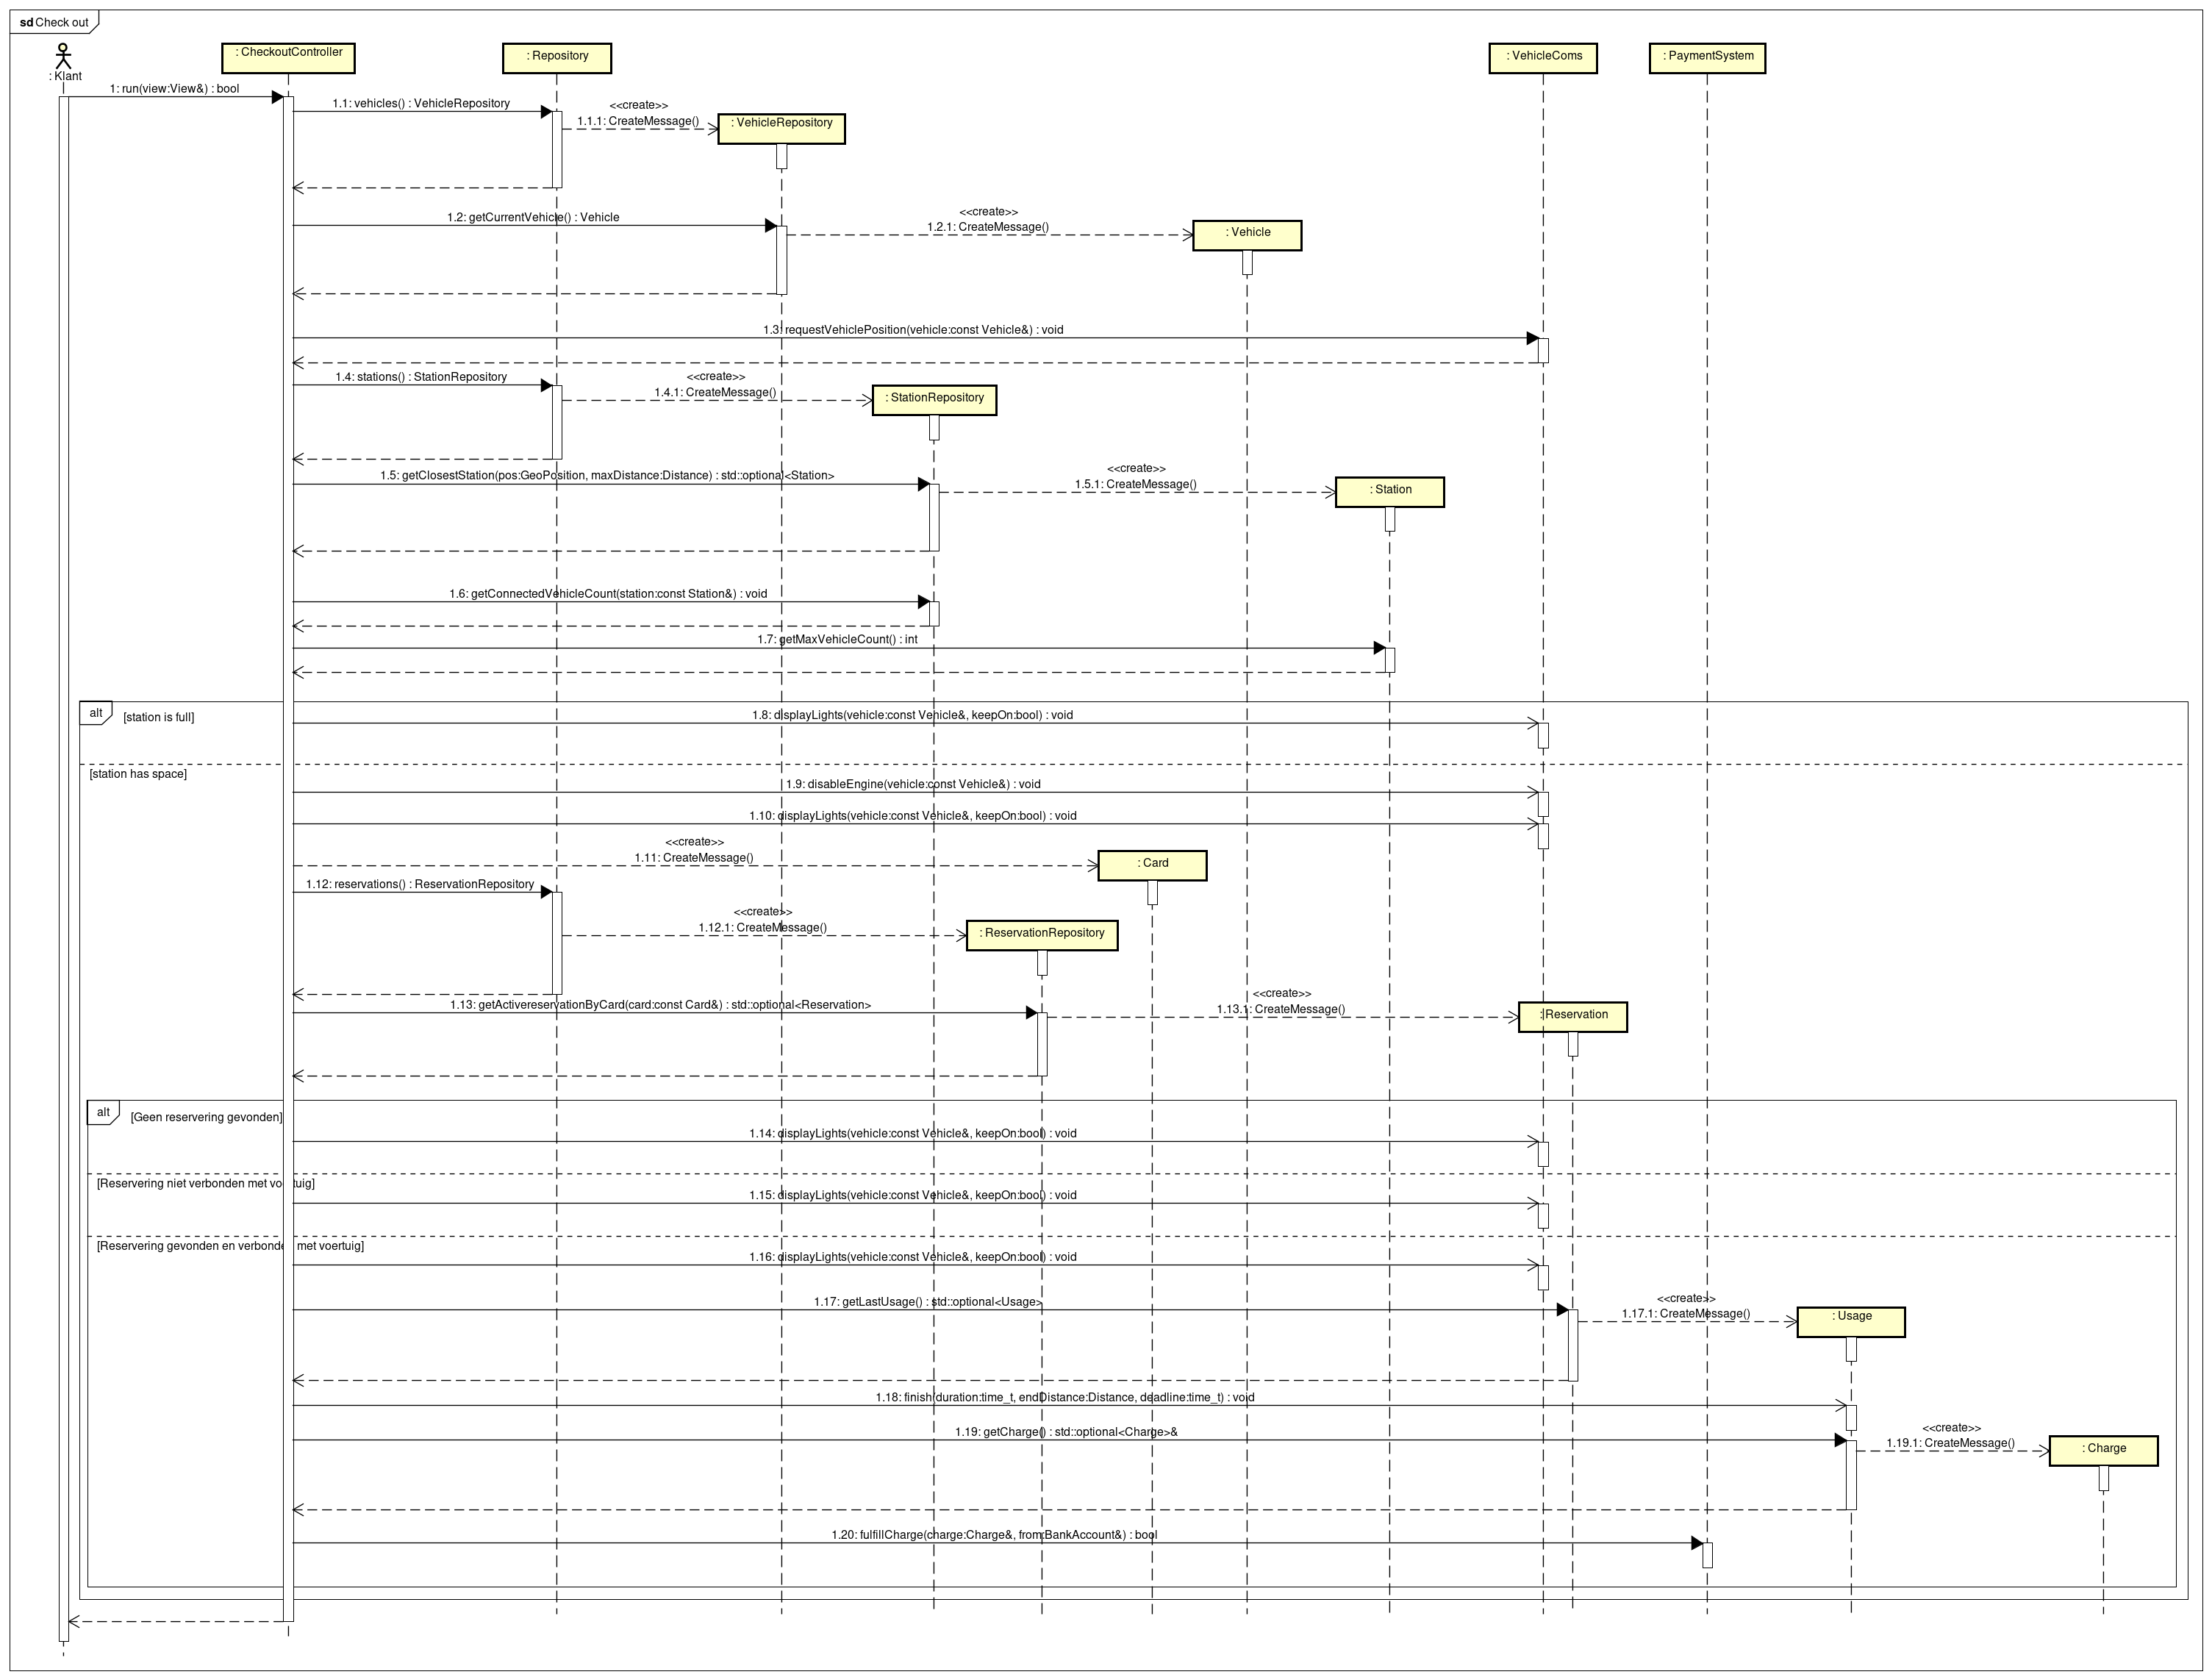 sd Check out
: Klant
: CheckoutController
: Repository
: VehicleComs
: PaymentSystem
1: run(view:View&) : bool
1.1: vehicles() : VehicleRepository
<<create>>
1.1.1: CreateMessage()
: VehicleRepository
1.2: getCurrentVehicle() : Vehicle
<<create>>
1.2.1: CreateMessage()
: Vehicle
1.3: requestVehiclePosition(vehicle:const Vehicle&) : void
1.4: stations() : StationRepository
<<create>>
1.4.1: CreateMessage()
: StationRepository
1.5: getClosestStation(pos:GeoPosition, maxDistance:Distance) : std::optional<Station>
<<create>>
1.5.1: CreateMessage()
: Station
1.6: getConnectedVehicleCount(station:const Station&) : void
1.7: getMaxVehicleCount() : int
alt
[station is full]
1.8: displayLights(vehicle:const Vehicle&, keepOn:bool) : void
[station has space]
1.9: disableEngine(vehicle:const Vehicle&) : void
1.10: displayLights(vehicle:const Vehicle&, keepOn:bool) : void
<<create>>
1.11: CreateMessage()
: Card
1.12: reservations() : ReservationRepository
<<create>>
1.12.1: CreateMessage()
: ReservationRepository
1.13: getActivereservationByCard(card:const Card&) : std::optional<Reservation>
<<create>>
1.13.1: CreateMessage()
: Reservation
alt
[Geen reservering gevonden]
1.14: displayLights(vehicle:const Vehicle&, keepOn:bool) : void
[Reservering niet verbonden met voertuig]
1.15: displayLights(vehicle:const Vehicle&, keepOn:bool) : void
[Reservering gevonden en verbonden met voertuig]
1.16: displayLights(vehicle:const Vehicle&, keepOn:bool) : void
1.17: getLastUsage() : std::optional<Usage>
<<create>>
1.17.1: CreateMessage()
: Usage
1.18: finish(duration:time_t, endDistance:Distance, deadline:time_t) : void
1.19: getCharge() : std::optional<Charge>&
<<create>>
1.19.1: CreateMessage()
: Charge
1.20: fulfillCharge(charge:Charge&, from:BankAccount&) : bool